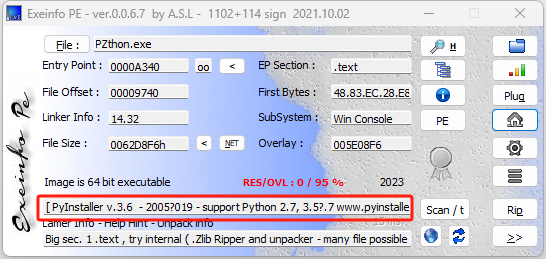 Exeinfo PE - ver.0.0.6.7 by A.S.L - 1102+114 sign 2021.10.02
File : PZthon.exe H
Entry Point : 0000A340 oo < EP Section : .text
File Offset : 00009740 First Bytes : 48.83.EC.28.E8 Plug
Linker Info : 14.32 SubSystem : Win Console PE
File Size : 0062D8F6h < NET Overlay : 005E08F6
Image is 64 bit executable RES/OVL : 0 / 95 % 2023
[ PyInstaller v.3.6 - 2005?019 - support Python 2.7, 3.5?.7 www.pyinstalle Scan / t Rip
Lamer Info - Help Hint - Unpack info
Big sec. 1 .text , try internal ( .Zlib Ripper and unpacker - many file possible >>
Exeinfo Pe